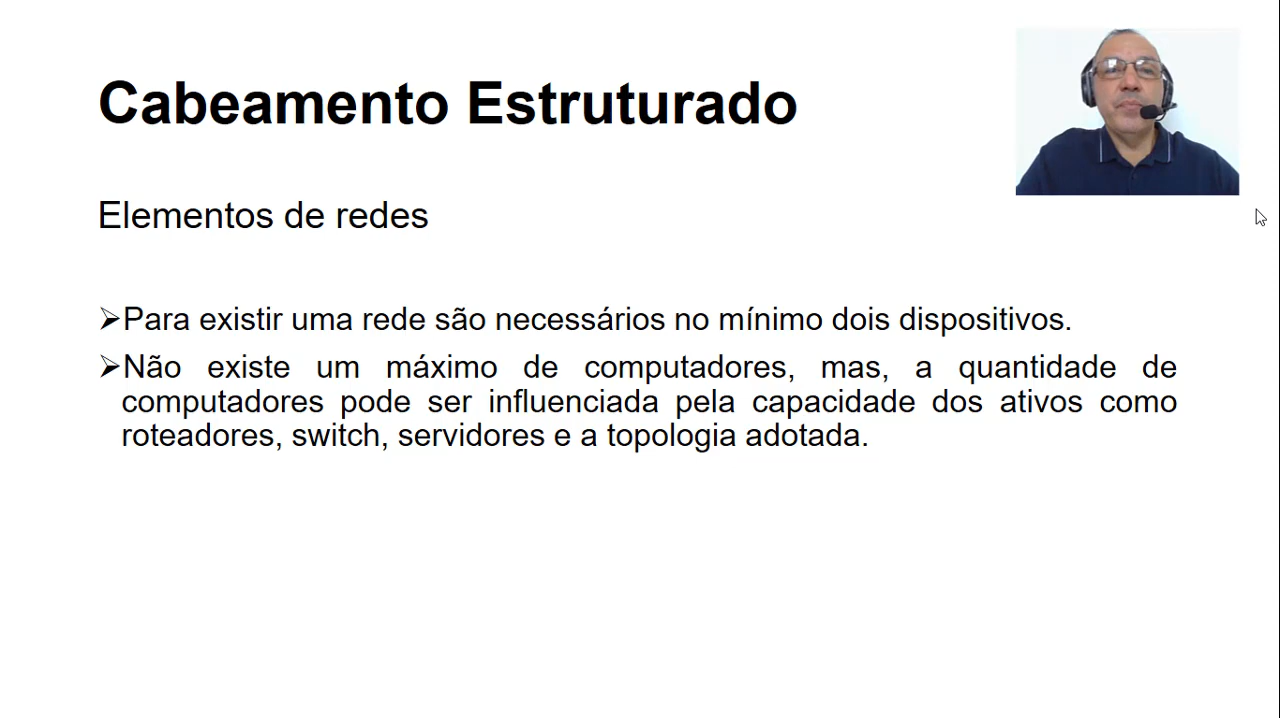 Cabeamento Estruturado
Elementos de redes
➢Para existir uma rede são necessários no mínimo dois dispositivos.
➢Não existe um máximo de computadores, mas, a quantidade de
computadores pode ser influenciada pela capacidade dos ativos como
roteadores, switch, servidores e a topologia adotada.